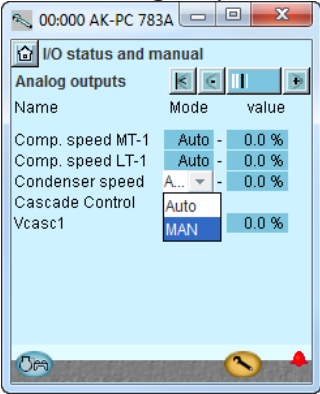 00:000 AK-PC 783A
I/O status and manual
Analog outputs
Name Mode value
Comp. speed MT-1 Auto - 0.0 %
Comp. speed LT-1 Auto - 0.0 %
Condenser speed A... - 0.0 %
Cascade Control Auto
Vcasc1 MAN 0.0 %